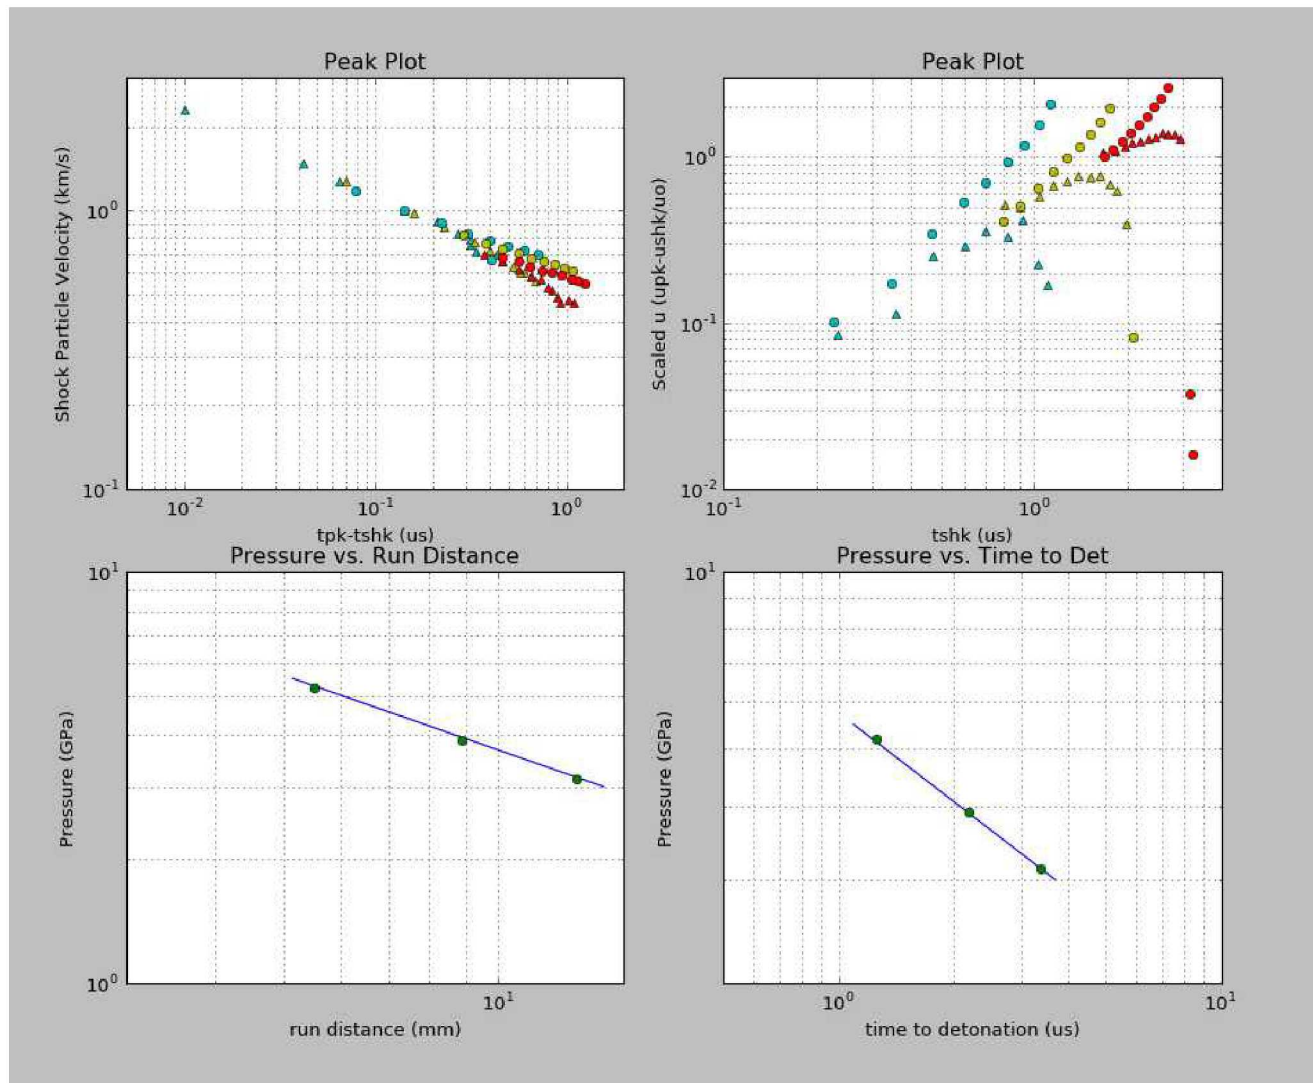 Peak Plot
Peak Plot
Shock Particle Velocity (km/s)
10⁰
10⁻¹
10⁻²
10⁻¹
10⁰
tpk-tshk (us)
Scaled u (upk-ushk/uo)
10⁰
10⁻¹
10⁻²
10⁻¹
10⁰
tshk (us)
Pressure vs. Run Distance
Pressure vs. Time to Det
Pressure (GPa)
10¹
10⁰
10¹
run distance (mm)
Pressure (GPa)
10¹
10⁰
10¹
time to detonation (us)